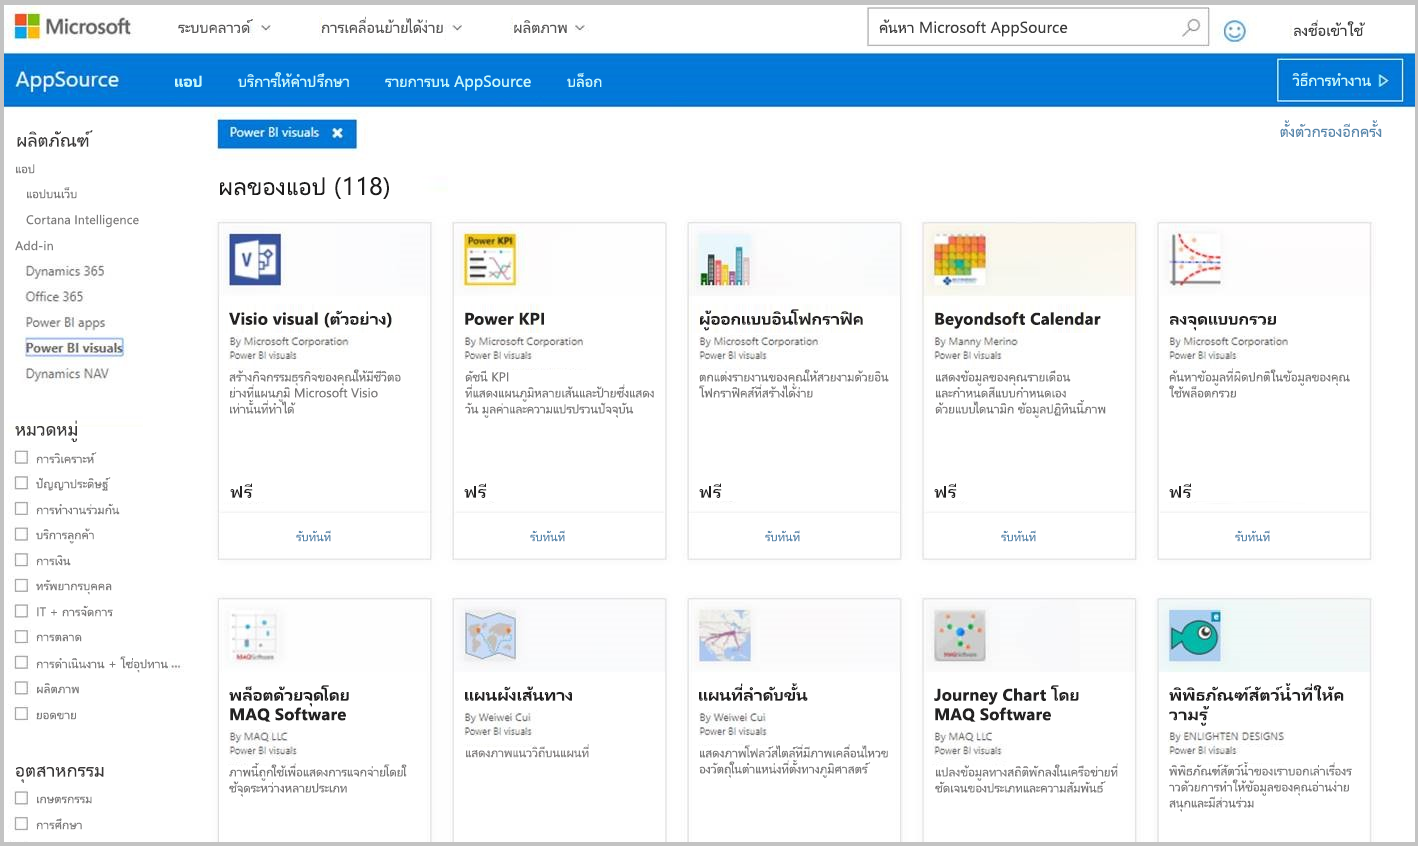 Microsoft
ระบบคลาวด์
การเคลื่อนย้ายได้ง่าย
ผลิตภาพ
ค้นหา Microsoft AppSource
ลงชื่อเข้าใช้
AppSource
แอป
บริการให้คำปรึกษา
รายการบน AppSource
บล็อก
วิธีการทำงาน
ผลิตภัณฑ์
แอป
แอปบนเว็บ
Cortana Intelligence
Add-in
Dynamics 365
Office 365
Power BI apps
Power BI visuals
Dynamics NAV
หมวดหมู่
การวิเคราะห์
ปัญญาประดิษฐ์
การทำงานร่วมกัน
บริการลูกค้า
การเงิน
ทรัพยากรบุคคล
IT + การจัดการ
การตลาด
การดำเนินงาน + โซ่อุปทาน ...
ผลิตภาพ
ยอดขาย
อุตสาหกรรม
เกษตรกรรม
การศึกษา
Power BI visuals
ตั้งตัวกรองอีกครั้ง
ผลของแอป (118)
Visio visual (ตัวอย่าง)
By Microsoft Corporation
Power BI visuals
สร้างกิจกรรมธุรกิจของคุณให้มีชีวิตอ
ย่างที่แผนภูมิ Microsoft Visio
เท่านั้นที่ทำได้
ฟรี
รับทันที
Power KPI
Power KPI
By Microsoft Corporation
Power BI visuals
ดัชนี KPI
ที่แสดงแผนภูมิหลายเส้นและป้ายซึ่งแสดง
วัน มูลค่าและความแปรปรวนปัจจุบัน
ฟรี
รับทันที
ผู้ออกแบบอินโฟกราฟิค
By Microsoft Corporation
Power BI visuals
ตกแต่งรายงานของคุณให้สวยงามด้วยอิน
โฟกราฟิคส์ที่สร้างได้ง่าย
ฟรี
รับทันที
Beyondsoft Calendar
By Manny Merino
Power BI visuals
แสดงข้อมูลของคุณรายเดือน
และกำหนดสีแบบกำหนดเอง
ด้วยแบบไดนามิก ข้อมูลปฏิทินนี้ภาพ
ฟรี
รับทันที
ลงจุดแบบกรวย
By Microsoft Corporation
Power BI visuals
ค้นหาข้อมูลที่ผิดปกติในข้อมูลของคุณ
ใช้พล็อตกรวย
ฟรี
รับทันที
MAQSoftware
พล็อตด้วยจุดโดย
MAQ Software
By MAQ LLC
Power BI visuals
ภาพนี้ถูกใช้เพื่อแสดงการแจกจ่ายโดยใ
ช้จุดระหว่างหลายประเภท
แผนผังเส้นทาง
By Weiwei Cui
Power BI visuals
แสดงภาพแนววิถีบนแผนที่
แผนที่ลำดับขั้น
By Weiwei Cui
Power BI visuals
แสดงภาพโฟลว์สไตล์ที่มีภาพเคลื่อนไหวข
องวัตถุในตำแหน่งที่ตั้งทางภูมิศาสตร์
MAQSoftware
Journey Chart โดย
MAQ Software
By MAQ LLC
Power BI visuals
แปลงข้อมูลทางสถิติพักลงในเครือข่ายที่
ชัดเจนของประเภทและความสัมพันธ์
พิพิธภัณฑ์สัตว์น้ำที่ให้ค
วามรู้
By ENLIGHTEN DESIGNS
Power BI visuals
พิพิธภัณฑ์สัตว์น้ำของเราบอกเล่าเรื่องร
าวด้วยการทำให้ข้อมูลของคุณอ่านง่าย
สนุกและมีส่วนร่วม